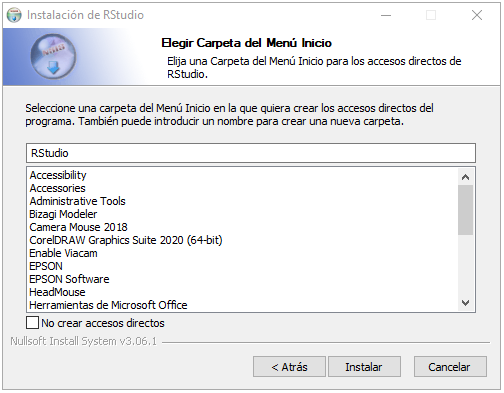 Instalación de RStudio
Elegir Carpeta del Menú Inicio
Elija una Carpeta del Menú Inicio para los accesos directos de
RStudio.
Seleccione una carpeta del Menú Inicio en la que quiera crear los accesos directos del
programa. También puede introducir un nombre para crear una nueva carpeta.
RStudio
Accessibility
Accessories
Administrative Tools
Bizagi Modeler
Camera Mouse 2018
CorelDRAW Graphics Suite 2020 (64-bit)
Enable Viacam
EPSON
EPSON Software
HeadMouse
Herramientas de Microsoft Office
No crear accesos directos
Nullsoft Install System v3.06.1
< Atrás
Instalar
Cancelar